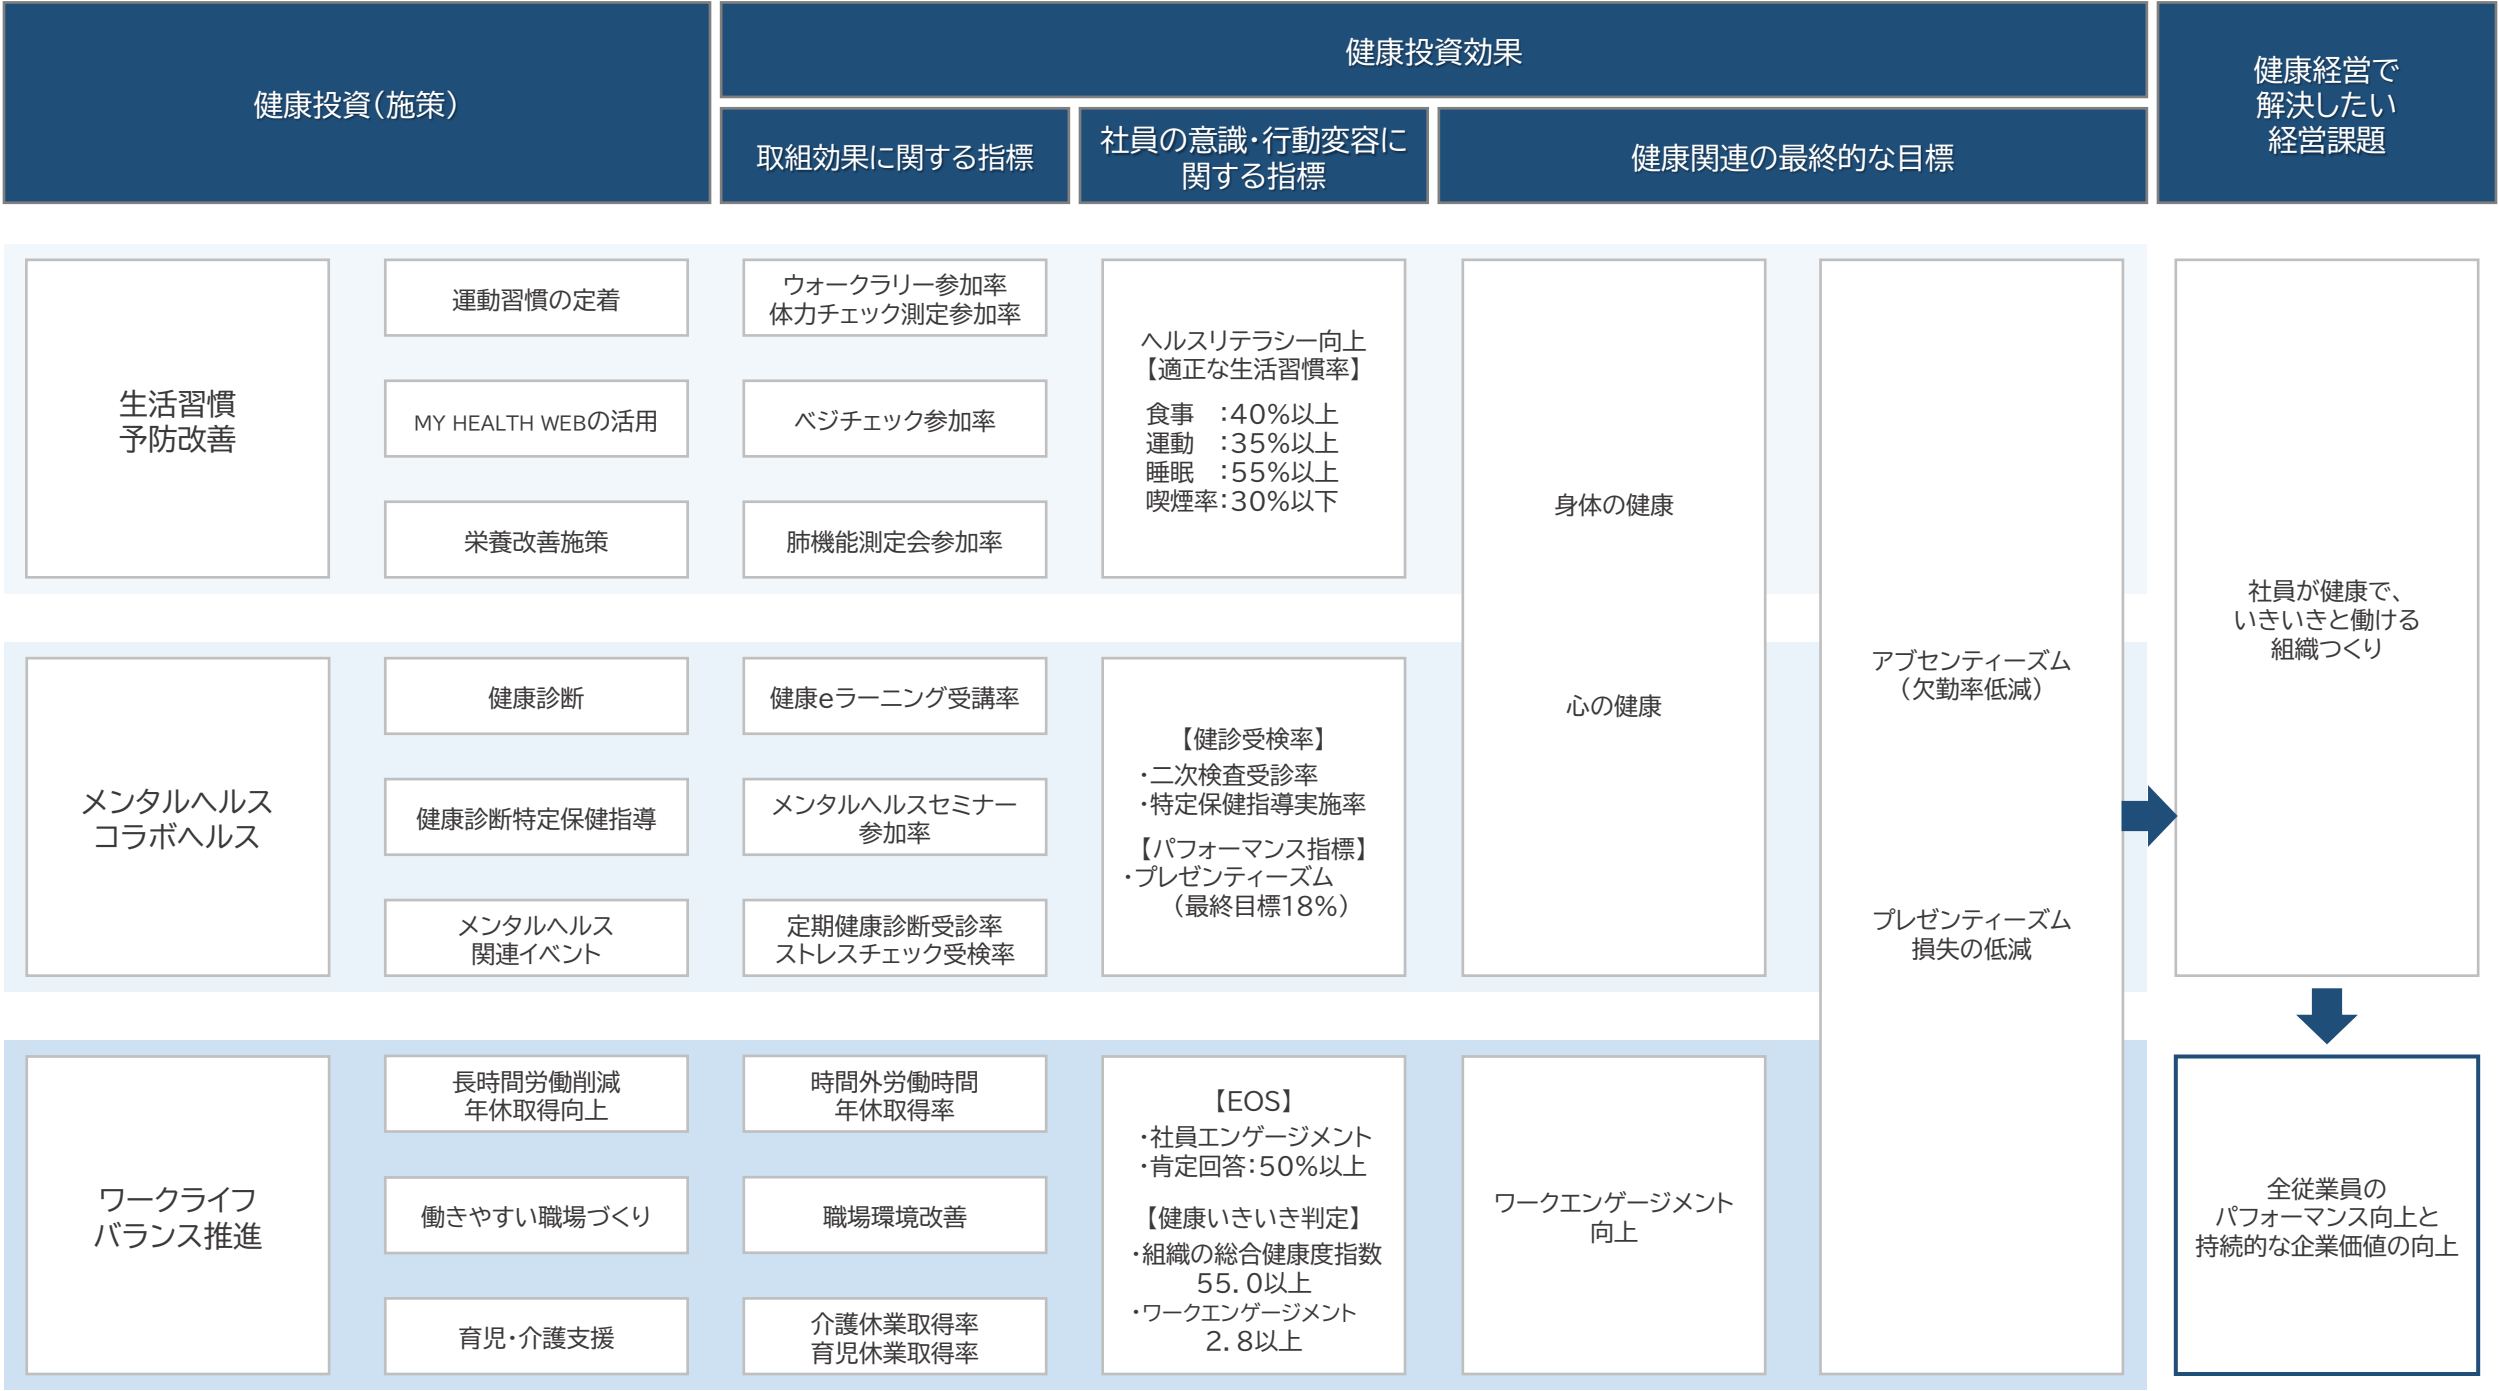 健康投資（施策）
健康投資効果
取組効果に関する指標
社員の意識・行動変容に
関する指標
健康関連の最終的な目標
健康経営で
解決したい
経営課題
生活習慣
予防改善
運動習慣の定着
MY HEALTH WEBの活用
栄養改善施策
ウォークラリー参加率
体力チェック測定参加率
ベジチェック参加率
肺機能測定会参加率
ヘルスリテラシー向上
【適正な生活習慣率】
食事　：40％以上
運動　：35％以上
睡眠　：55％以上
喫煙率：30％以下
身体の健康
心の健康
アブセンティーズム
（欠勤率低減）
プレゼンティーズム
損失の低減
社員が健康で、
いきいきと働ける
組織つくり
メンタルヘルス
コラボヘルス
健康診断
健康診断特定保健指導
メンタルヘルス
関連イベント
健康eラーニング受講率
メンタルヘルスセミナー
参加率
定期健康診断受診率
ストレスチェック受検率
【健診受検率】
・二次検査受診率
・特定保健指導実施率
【パフォーマンス指標】
・プレゼンティーズム
（最終目標18％）
ワークライフ
バランス推進
長時間労働削減
年休取得向上
働きやすい職場づくり
育児・介護支援
時間外労働時間
年休取得率
職場環境改善
介護休業取得率
育児休業取得率
【EOS】
・社員エンゲージメント
・肯定回答：50％以上
【健康いきいき判定】
・組織の総合健康度指数
55．0以上
・ワークエンゲージメント
2．8以上
ワークエンゲージメント
向上
全従業員の
パフォーマンス向上と
持続的な企業価値の向上